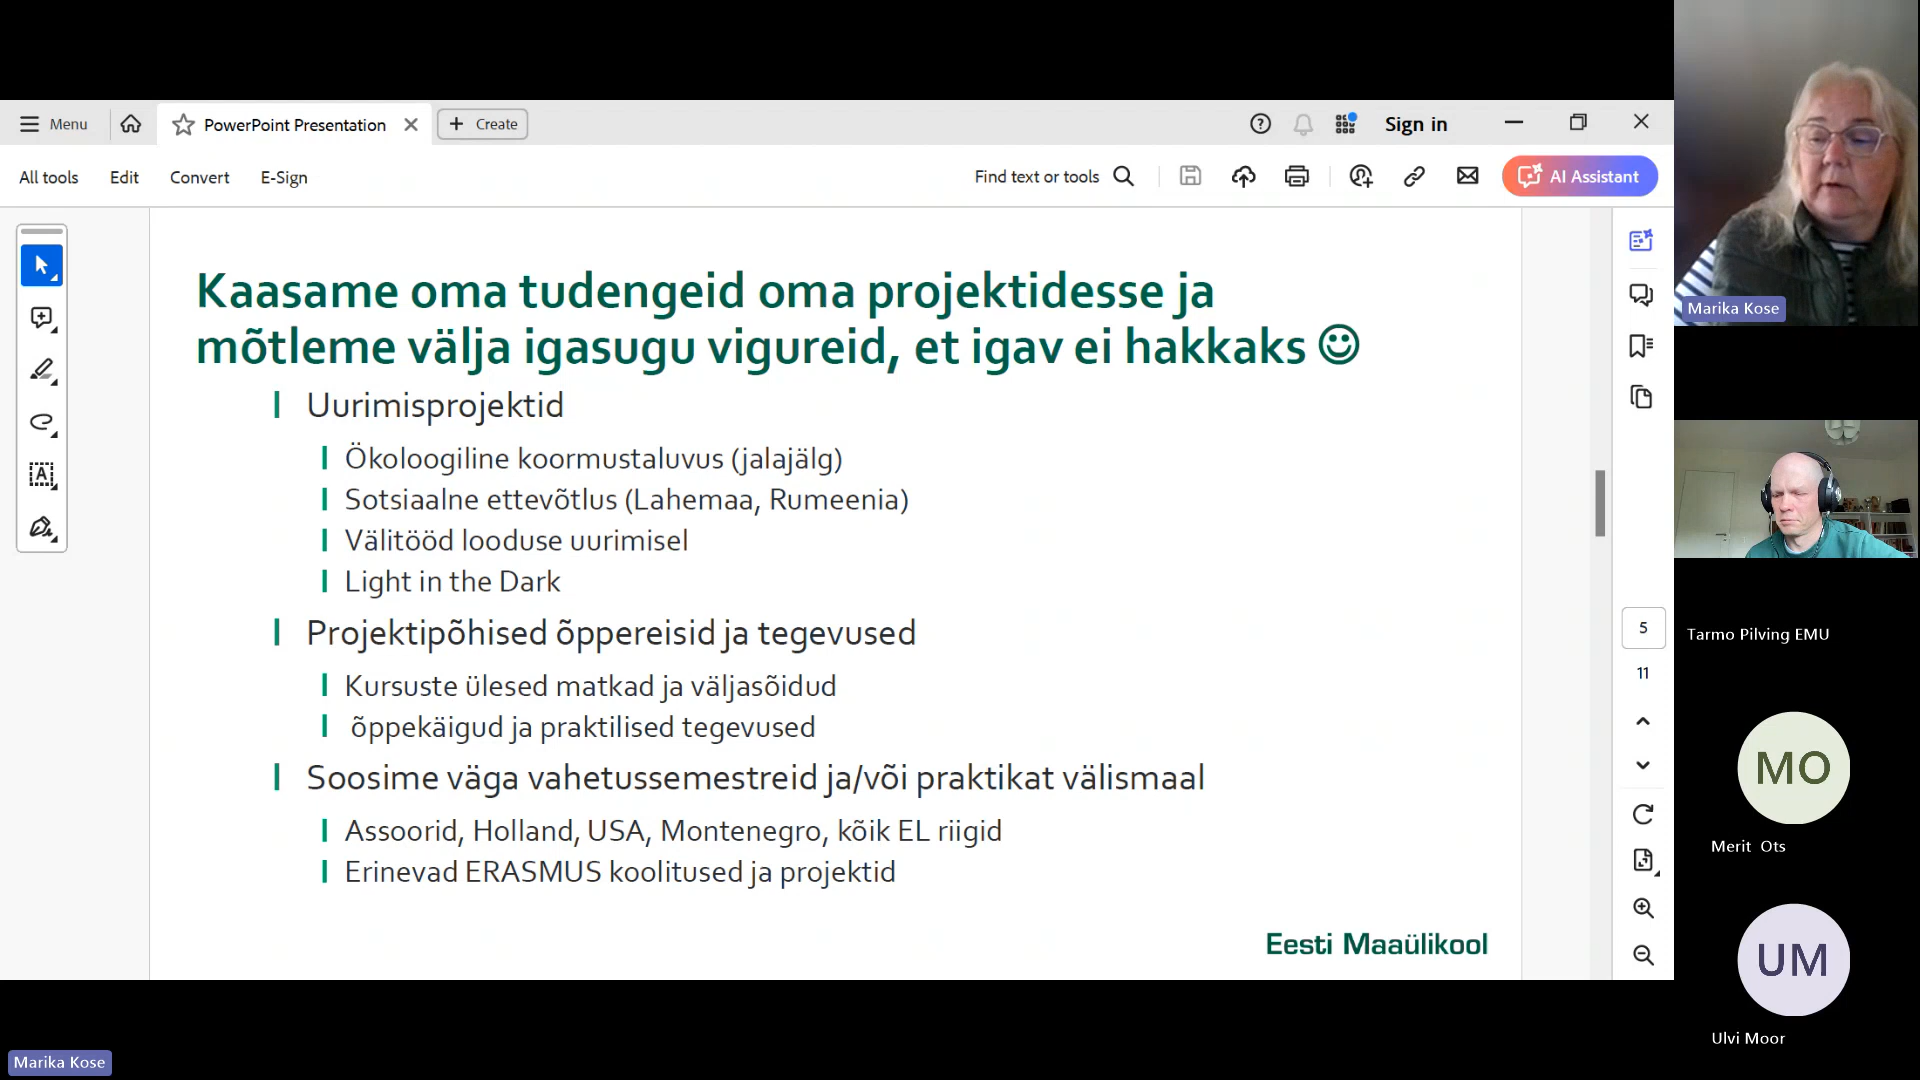 Menu
PowerPoint Presentation
Create
Sign in
All tools
Edit
Convert
E-Sign
Find text or tools
AI Assistant
Kaasame oma tudengeid oma projektidesse ja
mõtleme välja igasugu vigureid, et igav ei hakkaks ☺
Uurimisprojektid
Ökoloogiline koormustaluvus (jalajälg)
Sotsiaalne ettevõtlus (Lahemaa, Rumeenia)
Välitööd looduse uurimisel
Light in the Dark
Projektipõhised õppereisid ja tegevused
Kursuste ülesed matkad ja väljasõidud
õppekäigud ja praktilised tegevused
Soosime väga vahetussemestreid ja/või praktikat välismaal
Assoorid, Holland, USA, Montenegro, kõik EL riigid
Erinevad ERASMUS koolitused ja projektid
Eesti Maaülikool
5
11
Marika Kose
Tarmo Pilving EMU
MO
Merit Ots
UM
Ulvi Moor
Marika Kose